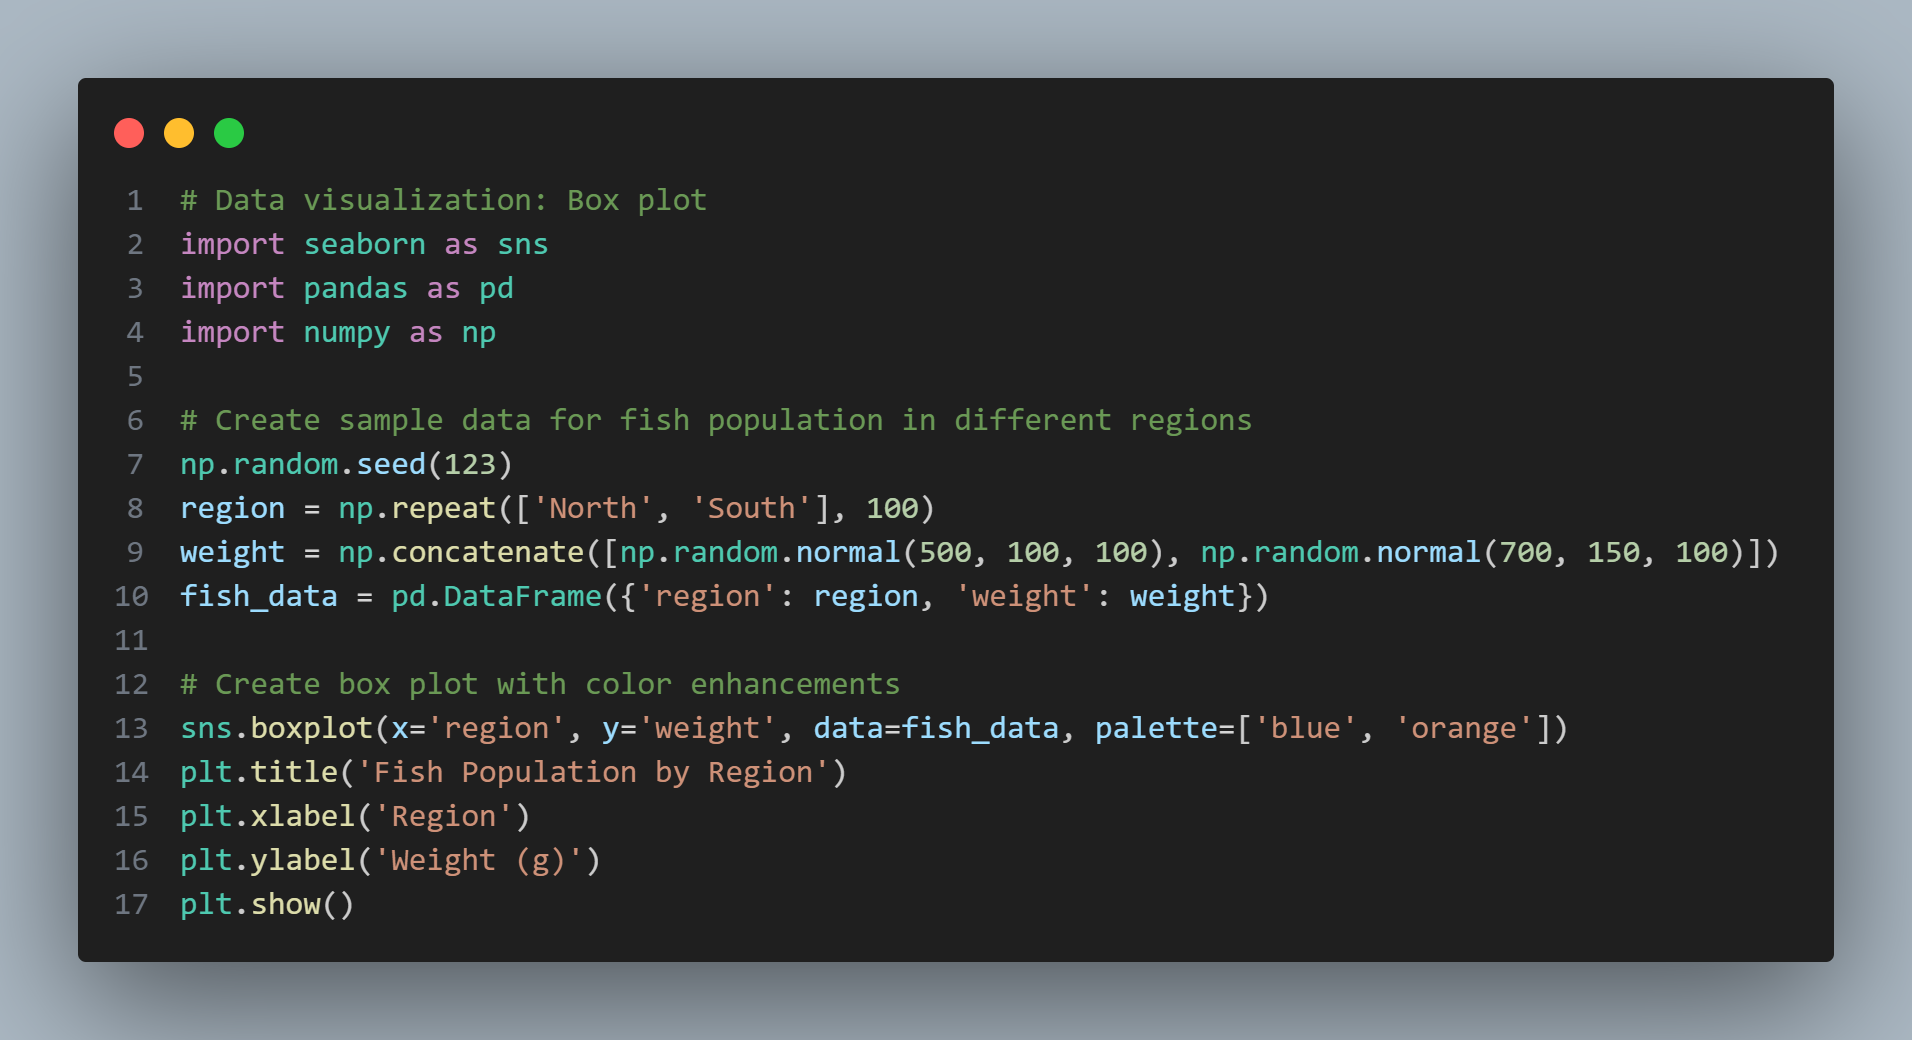 1 # Data visualization: Box plot
2 import seaborn as sns
3 import pandas as pd
4 import numpy as np
5
6 # Create sample data for fish population in different regions
7 np.random.seed(123)
8 region = np.repeat(['North', 'South'], 100)
9 weight = np.concatenate([np.random.normal(500, 100, 100), np.random.normal(700, 150, 100)])
10 fish_data = pd.DataFrame({'region': region, 'weight': weight})
11
12 # Create box plot with color enhancements
13 sns.boxplot(x='region', y='weight', data=fish_data, palette=['blue', 'orange'])
14 plt.title('Fish Population by Region')
15 plt.xlabel('Region')
16 plt.ylabel('Weight (g)')
17 plt.show()